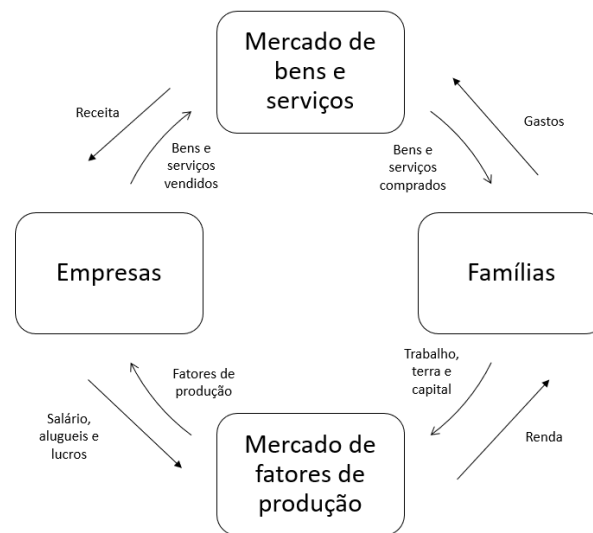 Mercado de
bens e
serviços
Receita
Gastos
Bens e
serviços
vendidos
Bens e
serviços
comprados
Empresas
Famílias
Fatores de
produção
Trabalho,
terra e
capital
Salário,
alugueis e
lucros
Mercado de
fatores de
produção
Renda